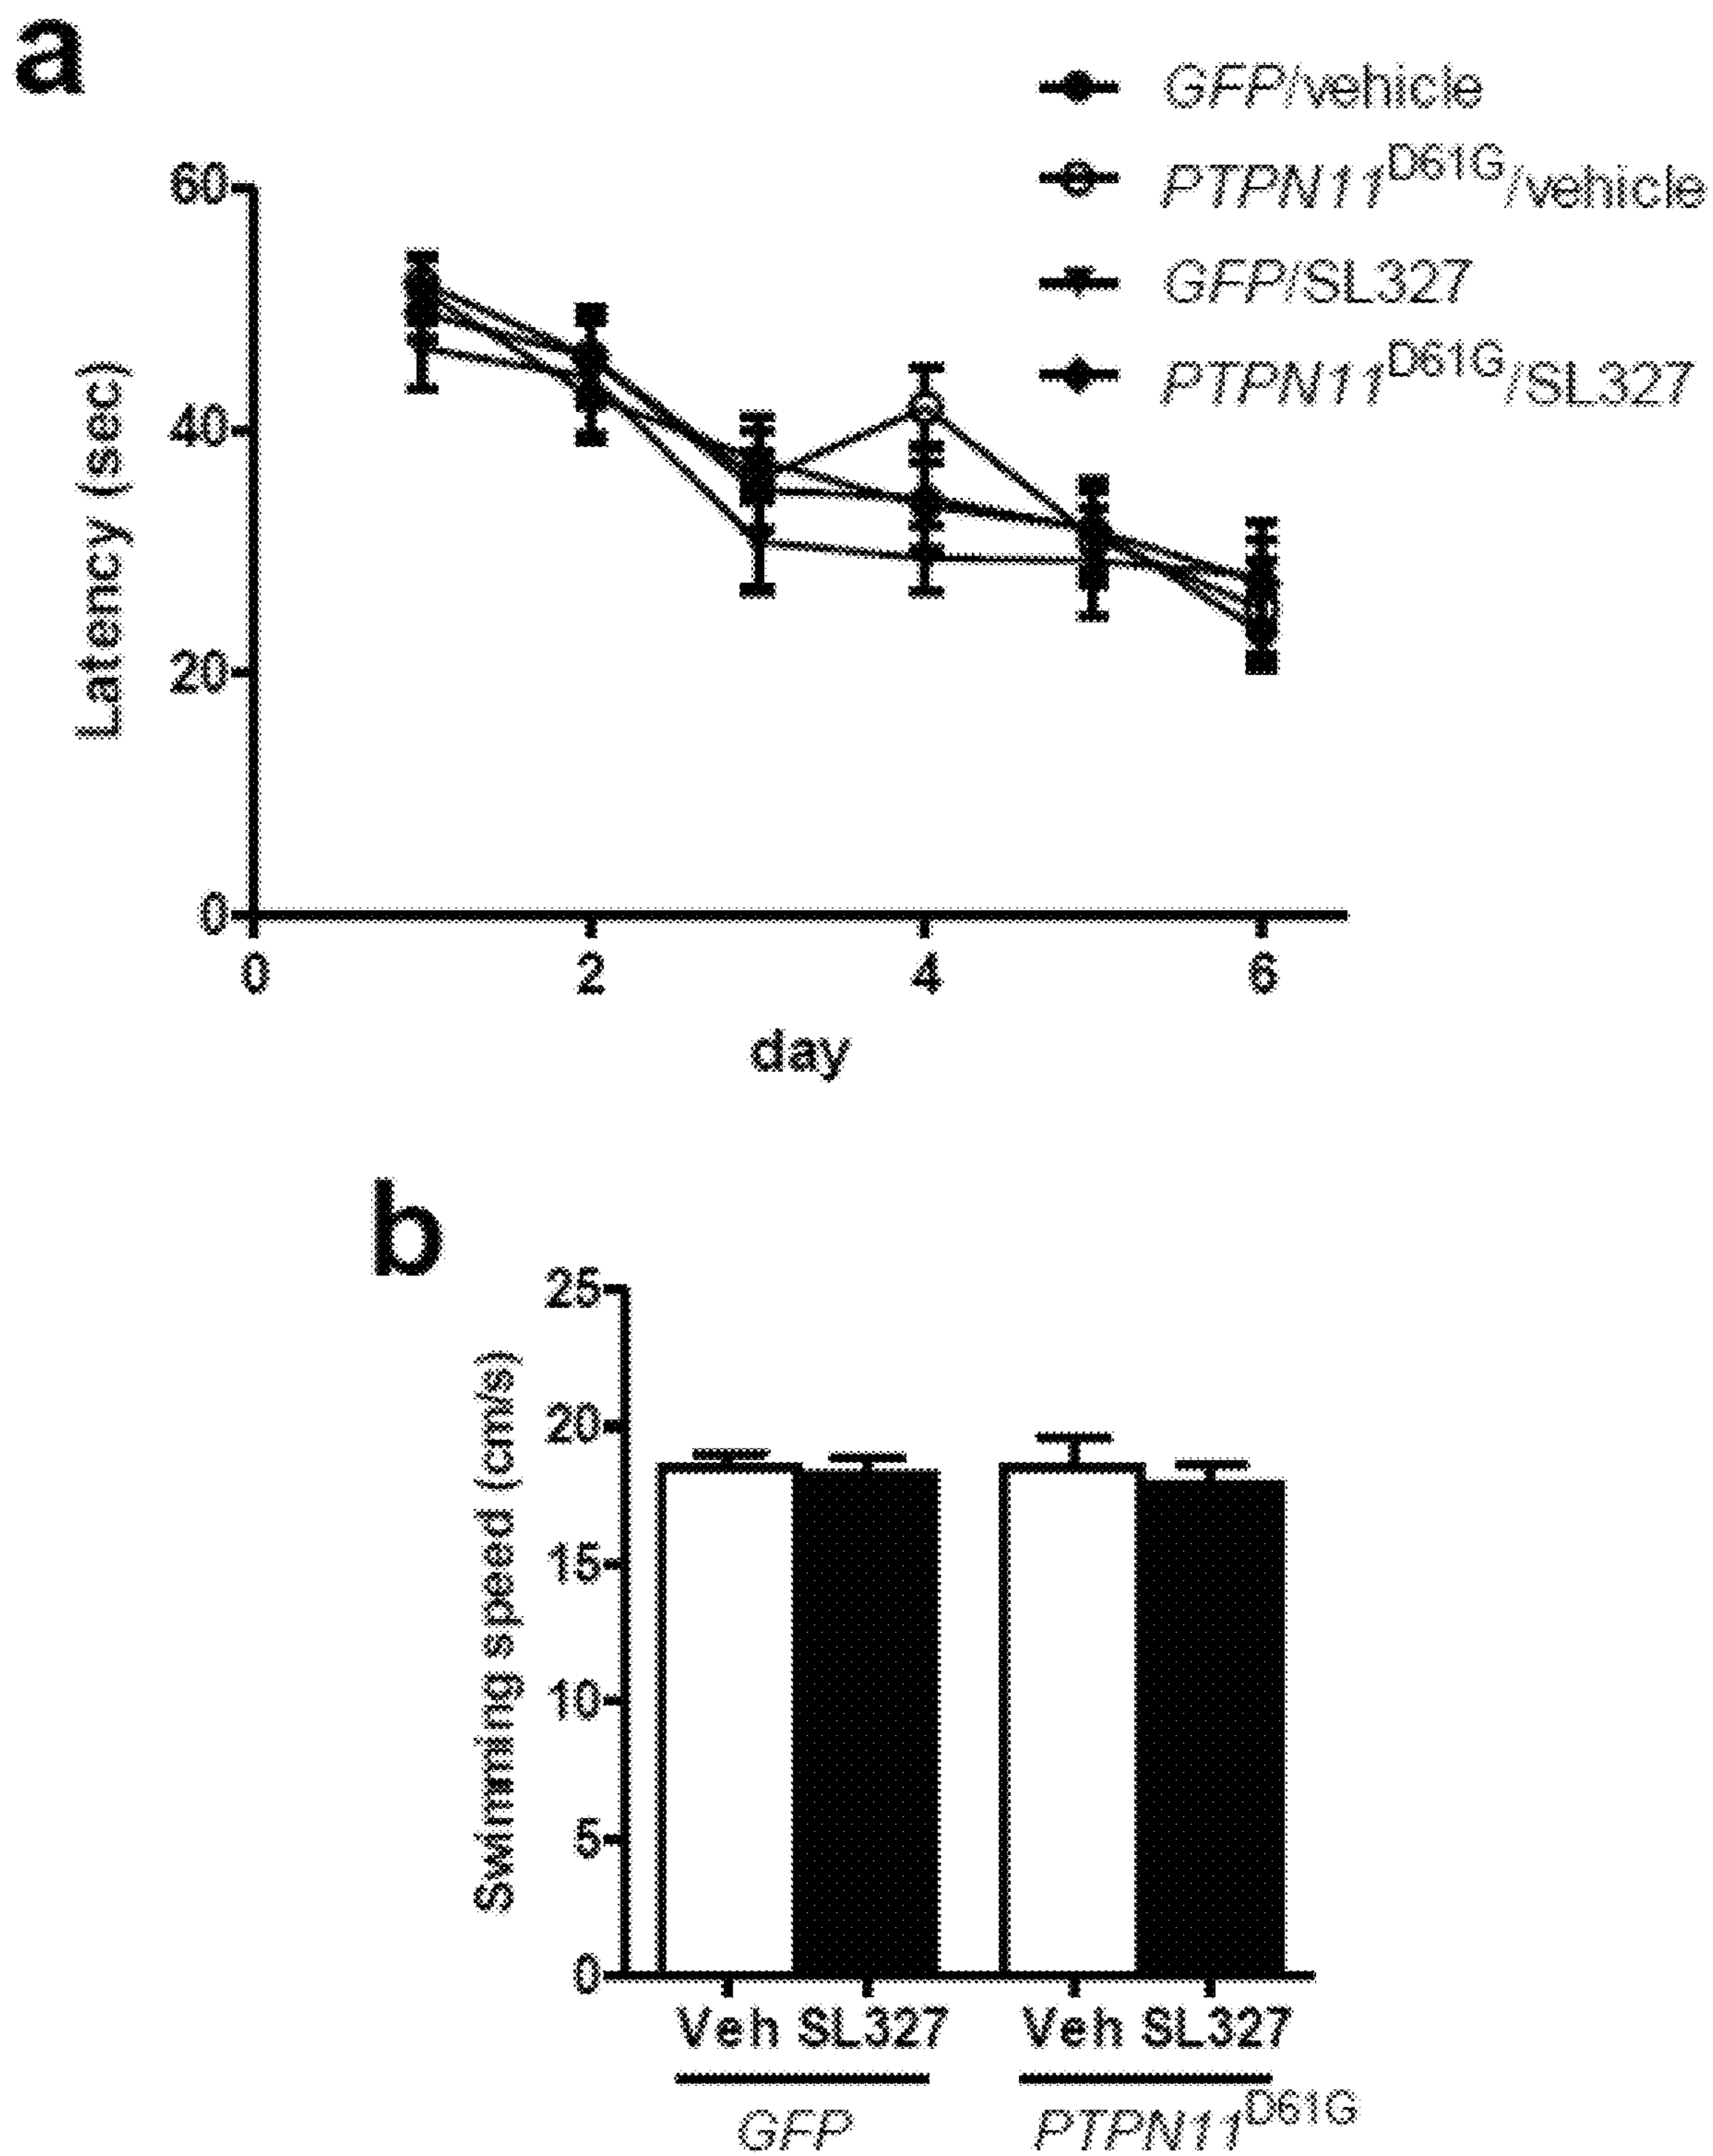 a
GFP/vehicle
PTPN11D61G/vehicle
GFP/SL327
PTPN11D61G/SL327
60
40
20
0
Latency (sec)
0 2 4 6
day
b
25
20
15
10
5
0
Swimming speed (cm/s)
Veh SL327 Veh SL327
GFP PTPN11D61G